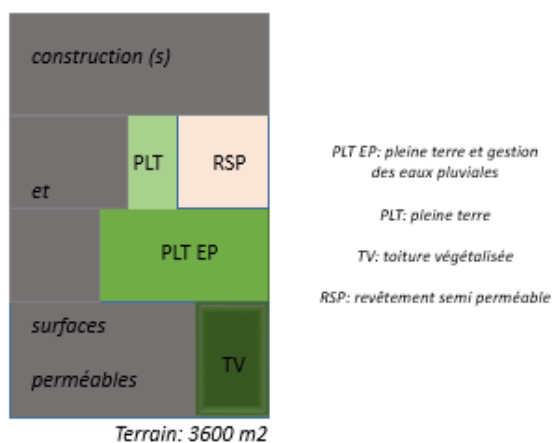 construction (s)
PLT
RSP
et
PLT EP
surfaces
TV
perméables
Terrain: 3600 m2
PLT EP: pleine terre et gestion
des eaux pluviales
PLT: pleine terre
TV: toiture végétalisée
RSP: revêtement semi perméable